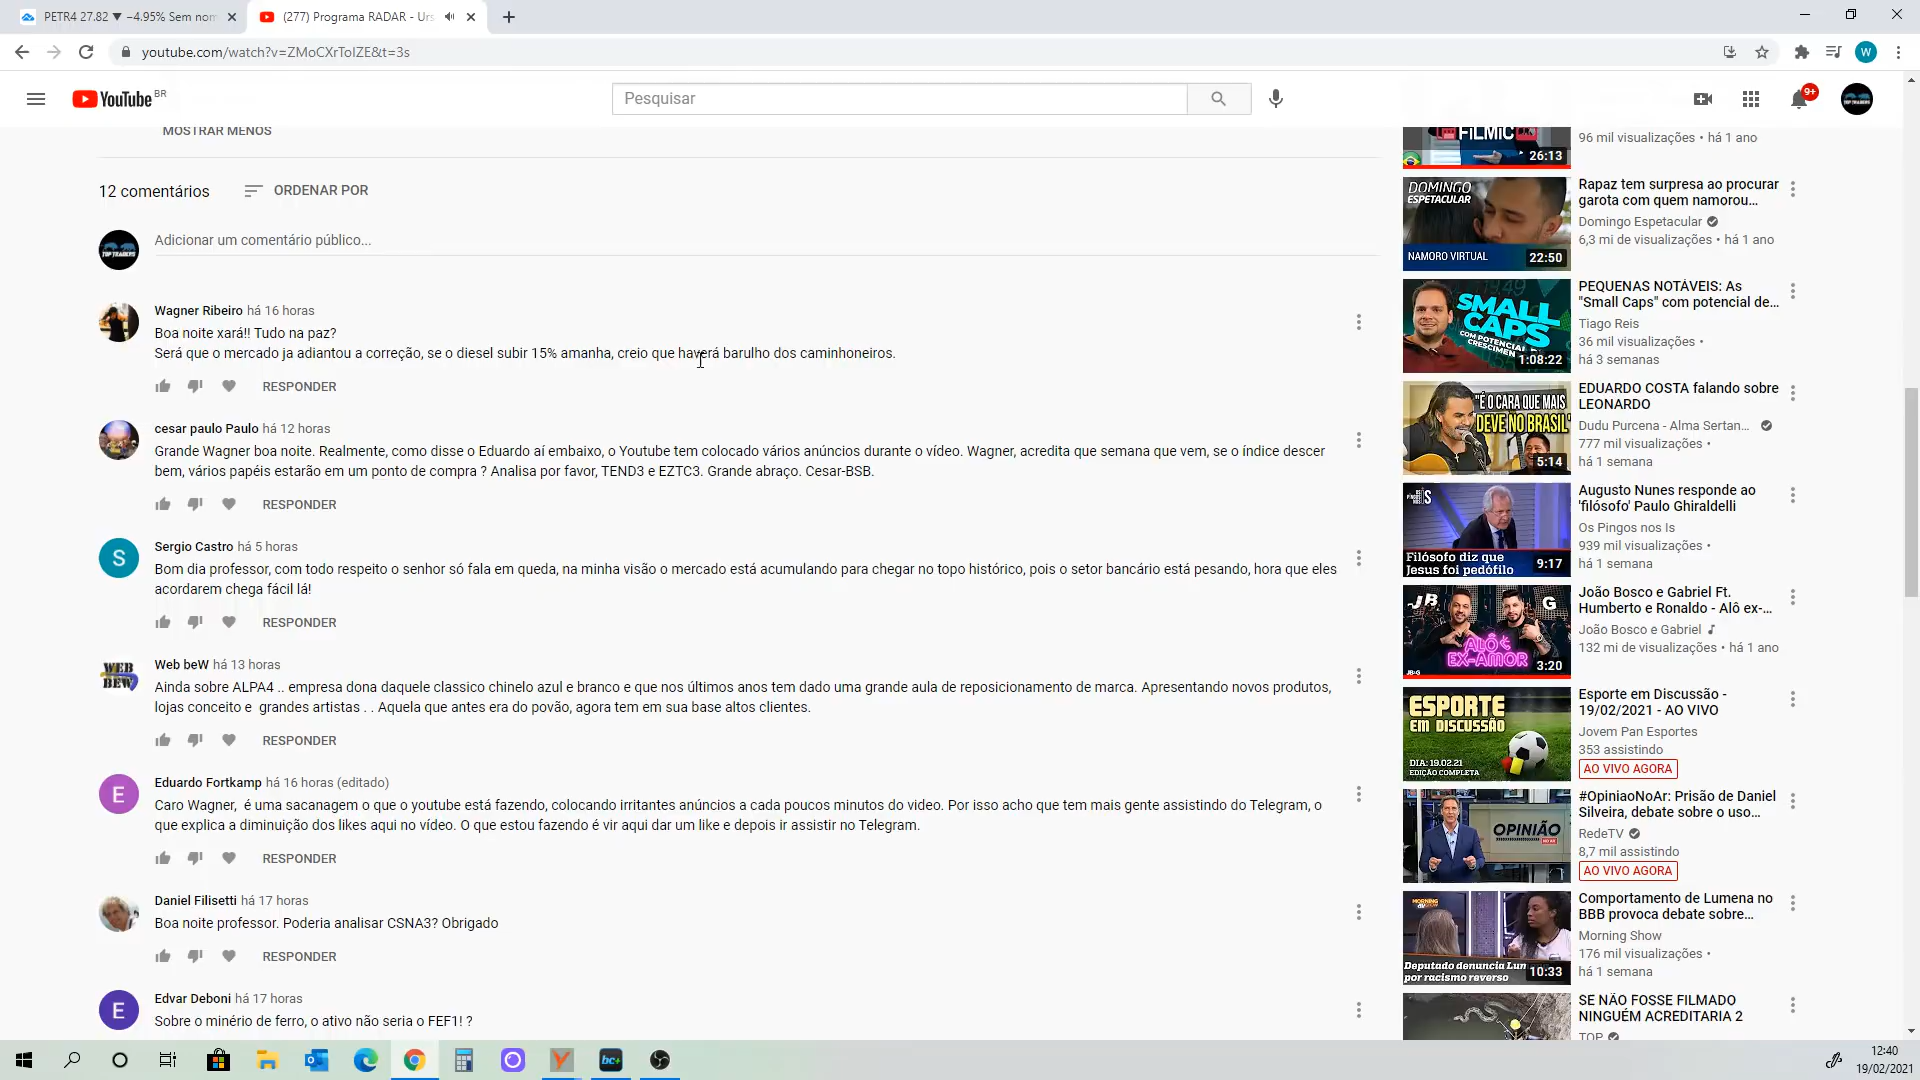 PETR4 27.82 ▼ −4.95% Sem nom
(277) Programa RADAR - Urs
youtube.com/watch?v=ZMoCXrToIZE&t=3s
W
YouTube BR
Pesquisar
9+
MOSTRAR MENOS
12 comentários
ORDENAR POR
TOP TRADERS
Adicionar um comentário público...
Wagner Ribeiro há 16 horas
Boa noite xará!! Tudo na paz?
Será que o mercado ja adiantou a correção, se o diesel subir 15% amanha, creio que haverá barulho dos caminhoneiros.
RESPONDER
cesar paulo Paulo há 12 horas
Grande Wagner boa noite. Realmente, como disse o Eduardo aí embaixo, o Youtube tem colocado vários anúncios durante o vídeo. Wagner, acredita que semana que vem, se o índice descer
bem, vários papéis estarão em um ponto de compra ? Analisa por favor, TEND3 e EZTC3. Grande abraço. Cesar-BSB.
RESPONDER
S
Sergio Castro há 5 horas
Bom dia professor, com todo respeito o senhor só fala em queda, na minha visão o mercado está acumulando para chegar no topo histórico, pois o setor bancário está pesando, hora que eles
acordarem chega fácil lá!
RESPONDER
WEB
BEW
Web beW há 13 horas
Ainda sobre ALPA4 .. empresa dona daquele classico chinelo azul e branco e que nos últimos anos tem dado uma grande aula de reposicionamento de marca. Apresentando novos produtos,
lojas conceito e  grandes artistas . . Aquela que antes era do povão, agora tem em sua base altos clientes.
RESPONDER
E
Eduardo Fortkamp há 16 horas (editado)
Caro Wagner,  é uma sacanagem o que o youtube está fazendo, colocando irritantes anúncios a cada poucos minutos do video. Por isso acho que tem mais gente assistindo do Telegram, o
que explica a diminuição dos likes aqui no vídeo. O que estou fazendo é vir aqui dar um like e depois ir assistir no Telegram.
RESPONDER
Daniel Filisetti há 17 horas
Boa noite professor. Poderia analisar CSNA3? Obrigado
RESPONDER
E
Edvar Deboni há 17 horas
Sobre o minério de ferro, o ativo não seria o FEF1! ?
FiLMiC
26:13
96 mil visualizações • há 1 ano
DOMINGO
ESPETACULAR
NAMORO VIRTUAL
22:50
Rapaz tem surpresa ao procurar
garota com quem namorou...
Domingo Espetacular
6,3 mi de visualizações • há 1 ano
SMALL
CAPS
COM POTENCIAL DE
CRESCIMEN
1:08:22
PEQUENAS NOTÁVEIS: As
"Small Caps" com potencial de...
Tiago Reis
36 mil visualizações •
há 3 semanas
"É O CARA QUE MAIS
DEVE NO BRASIL"
5:14
EDUARDO COSTA falando sobre
LEONARDO
Dudu Purcena - Alma Sertan...
777 mil visualizações •
há 1 semana
Filósofo diz que
Jesus foi pedófilo
9:17
Augusto Nunes responde ao
'filósofo' Paulo Ghiraldelli
Os Pingos nos Is
939 mil visualizações •
há 1 semana
JB
G
ALÔ
EX-AMOR
JB&G
3:20
João Bosco e Gabriel Ft.
Humberto e Ronaldo - Alô ex-...
João Bosco e Gabriel
132 mi de visualizações • há 1 ano
ESPORTE
EM DISCUSSÃO
DIA: 19.02.21
EDIÇÃO COMPLETA
Esporte em Discussão -
19/02/2021 - AO VIVO
Jovem Pan Esportes
353 assistindo
AO VIVO AGORA
OPINIÃO
NO AR
#OpiniaoNoAr: Prisão de Daniel
Silveira, debate sobre o uso...
RedeTV
8,7 mil assistindo
AO VIVO AGORA
MORNING
Deputado denuncia Lum
por racismo reverso
10:33
Comportamento de Lumena no
BBB provoca debate sobre...
Morning Show
176 mil visualizações •
há 1 semana
SE NÃO FOSSE FILMADO
NINGUÉM ACREDITARIA 2
TOP
bc+
12:40
19/02/2021